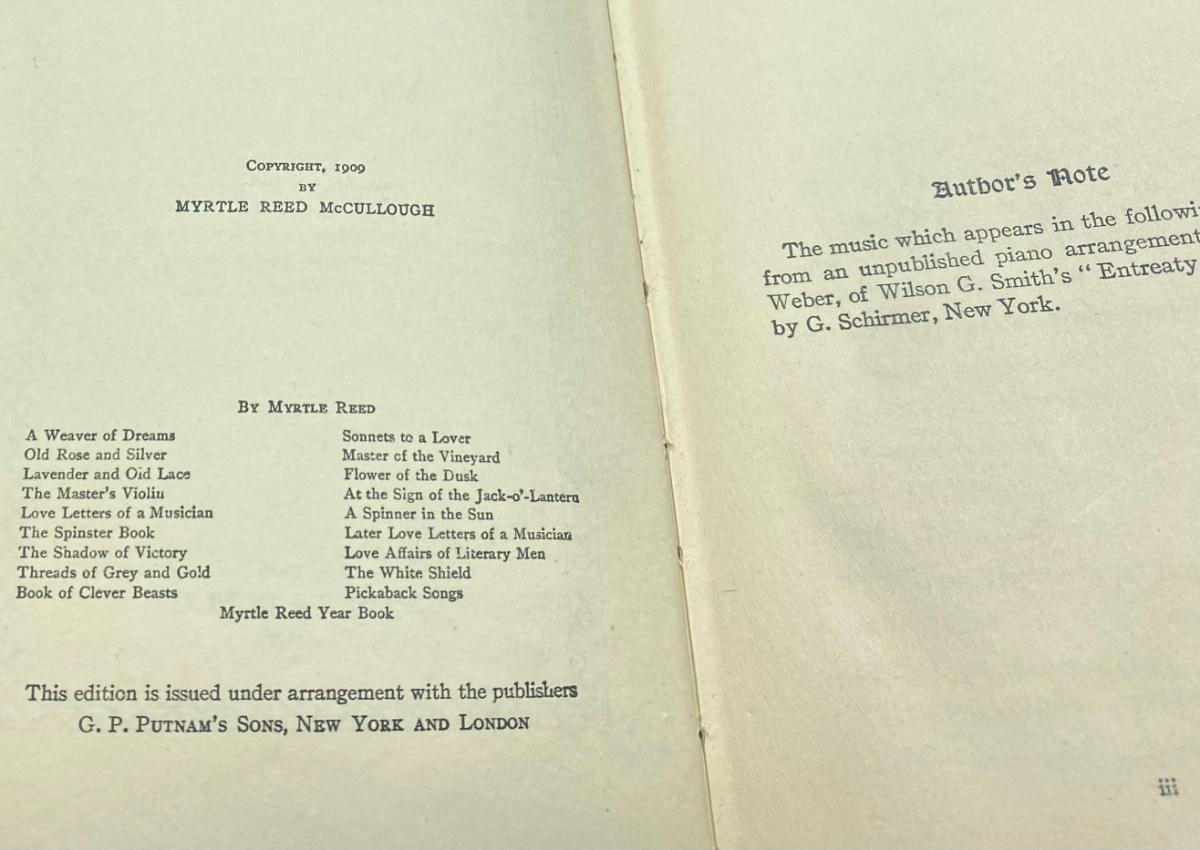 COPYRIGHT, 1909
BY
MYRTLE REED McCULLOUGH
BY MYRTLE REED
A Weaver of Dreams
Old Rose and Silver
Lavender and Old Lace
The Master's Violin
Love Letters of a Musician
The Spinster Book
The Shadow of Victory
Threads of Grey and Gold
Book of Clever Beasts
Sonnets to a Lover
Master of the Vineyard
Flower of the Dusk
At the Sign of the Jack-o'-Lantern
A Spinner in the Sun
Later Love Letters of a Musician
Love Affairs of Literary Men
The White Shield
Pickaback Songs
Myrtle Reed Year Book
This edition is issued under arrangement with the publishers
G. P. PUTNAM'S SONS, NEW YORK AND LONDON
Author's Note
The music which appears in the followi
from an unpublished piano arrangement
Weber, of Wilson G. Smith's "Entreaty
by G. Schirmer, New York.
iii